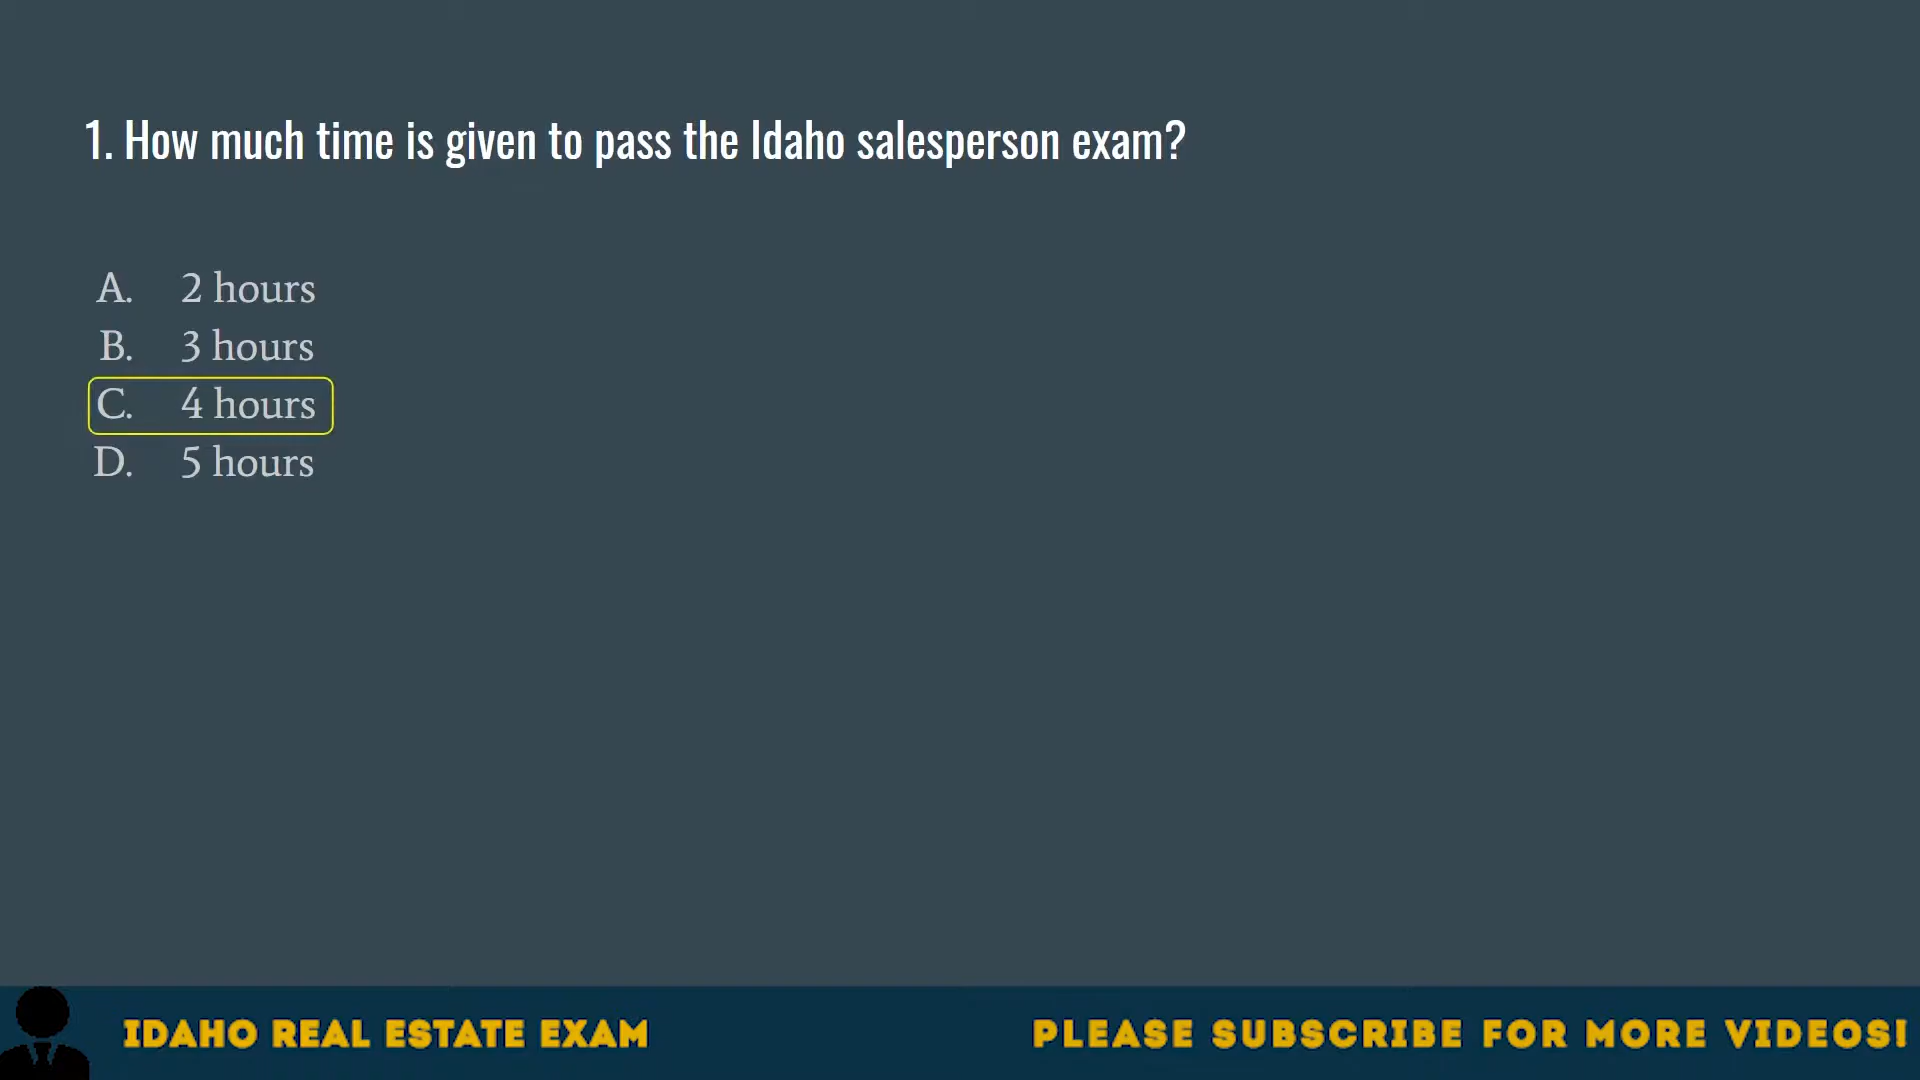 1. How much time is given to pass the Idaho salesperson exam?
A. 2 hours
B. 3 hours
C. 4 hours
D. 5 hours
IDAHO REAL ESTATE EXAM
PLEASE SUBSCRIBE FOR MORE VIDEOS!